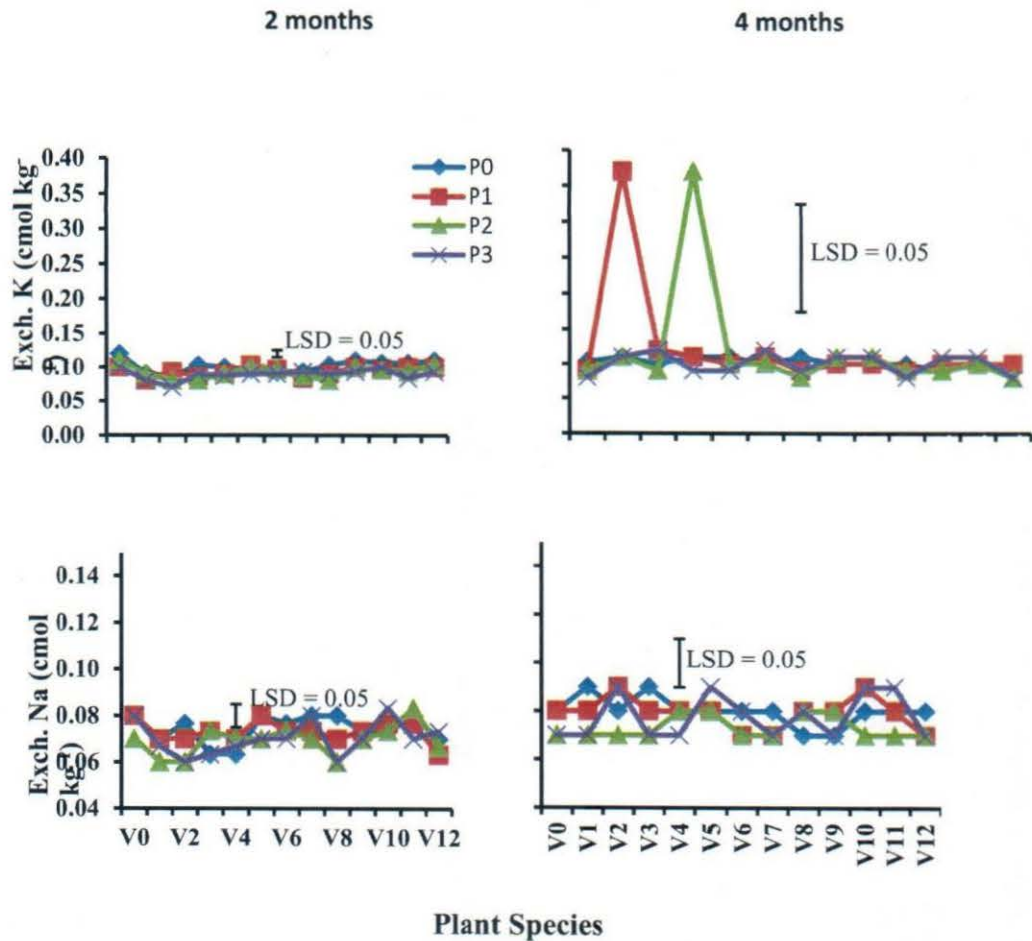 2 months
4 months
Exch. K (cmol kg-
)
0.40
0.35
0.30
0.25
0.20
0.15
0.10
0.05
0.00
P0
P1
P2
P3
LSD = 0.05
LSD = 0.05
Exch. Na (cmol
kg-
)
0.14
0.12
0.10
0.08
0.06
0.04
LSD = 0.05
LSD = 0.05
V0 V2 V4 V6 V8 V10 V12
V0 V1 V2 V3 V4 V5 V6 V7 V8 V9 V10 V11 V12
Plant Species